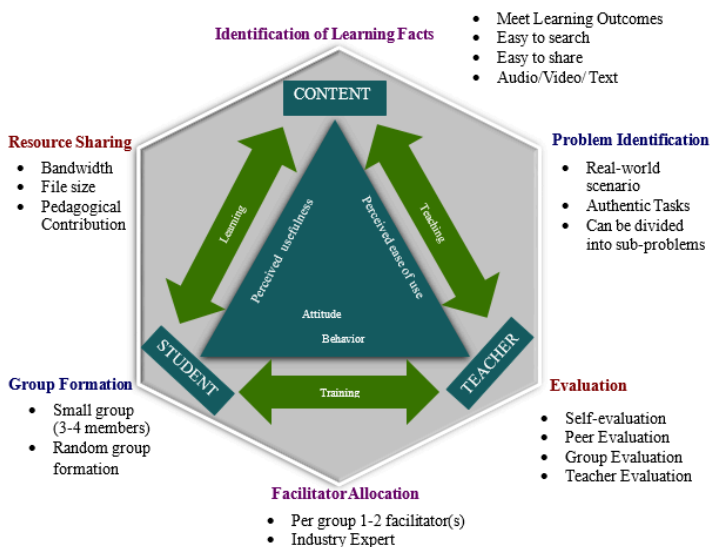 Identification of Learning Facts
• Meet Learning Outcomes
• Easy to search
• Easy to share
• Audio/Video/ Text
CONTENT
Resource Sharing
• Bandwidth
• File size
• Pedagogical
Contribution
Problem Identification
• Real-world
scenario
• Authentic Tasks
• Can be divided
into sub-problems
Learning
Perceived usefulness
Perceived ease of use
Teaching
Attitude
Behavior
STUDENT
Training
TEACHER
Group Formation
• Small group
(3-4 members)
• Random group
formation
Evaluation
• Self-evaluation
• Peer Evaluation
• Group Evaluation
• Teacher Evaluation
Facilitator Allocation
• Per group 1-2 facilitator(s)
• Industry Expert